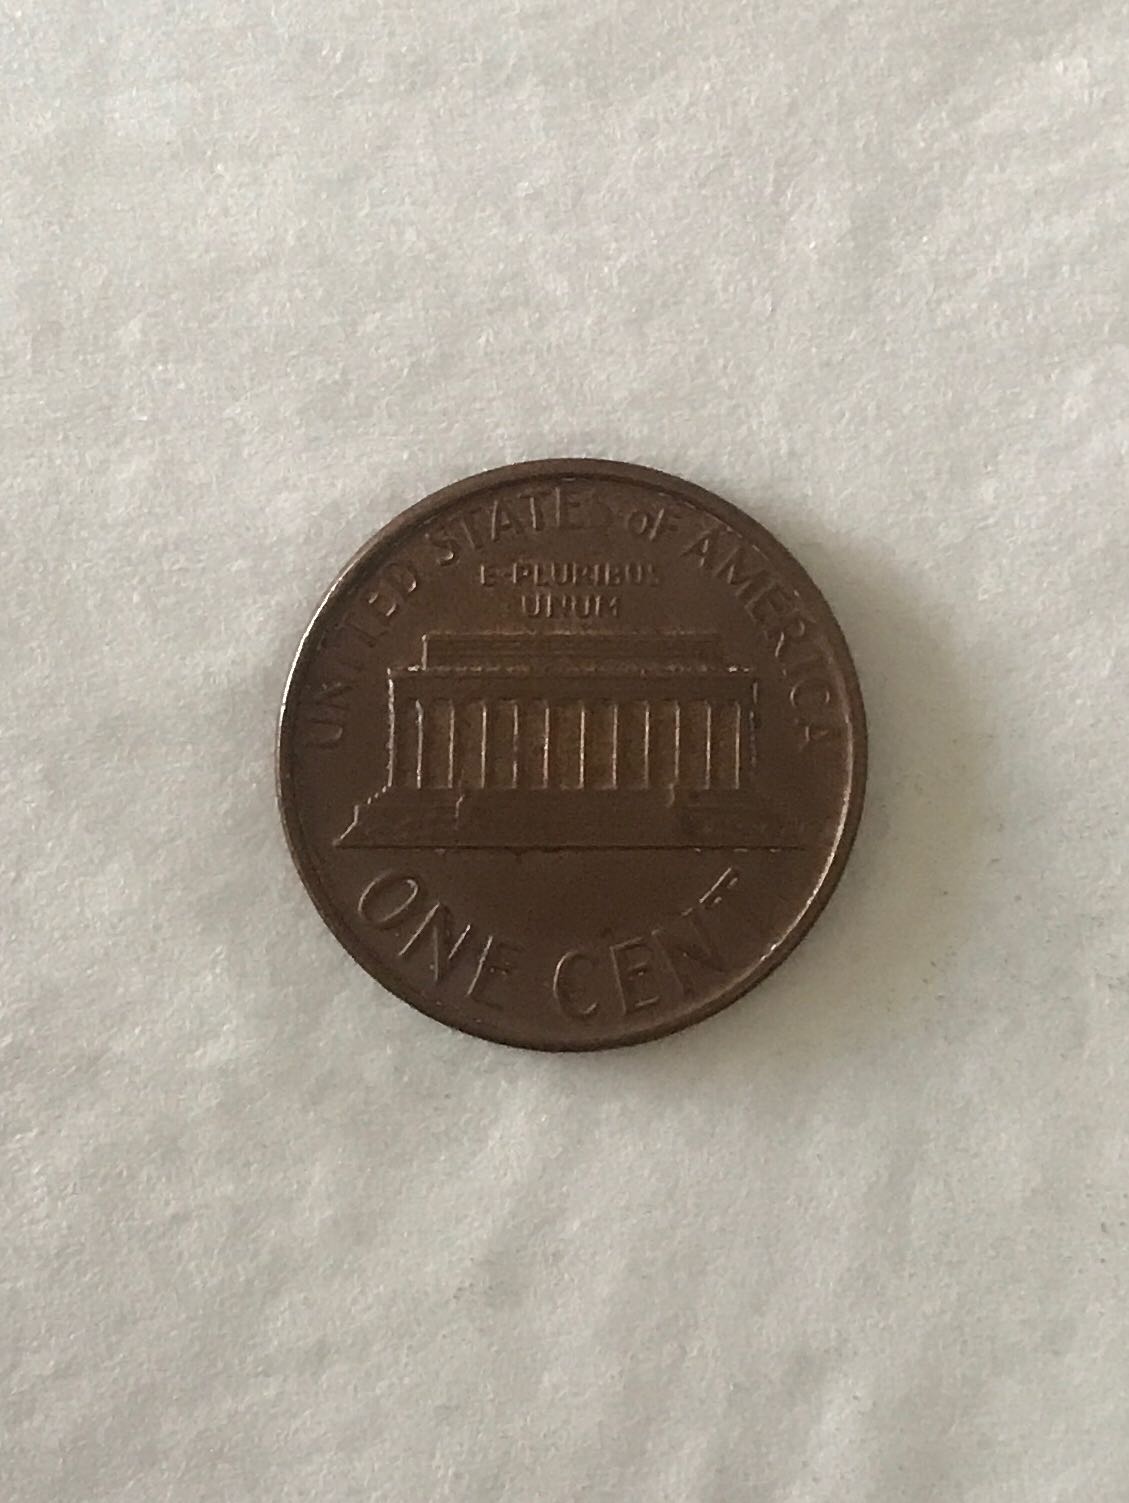 UNITED STATES of AMERICA
E·PLURIBUS
UNUM
ONE CENT